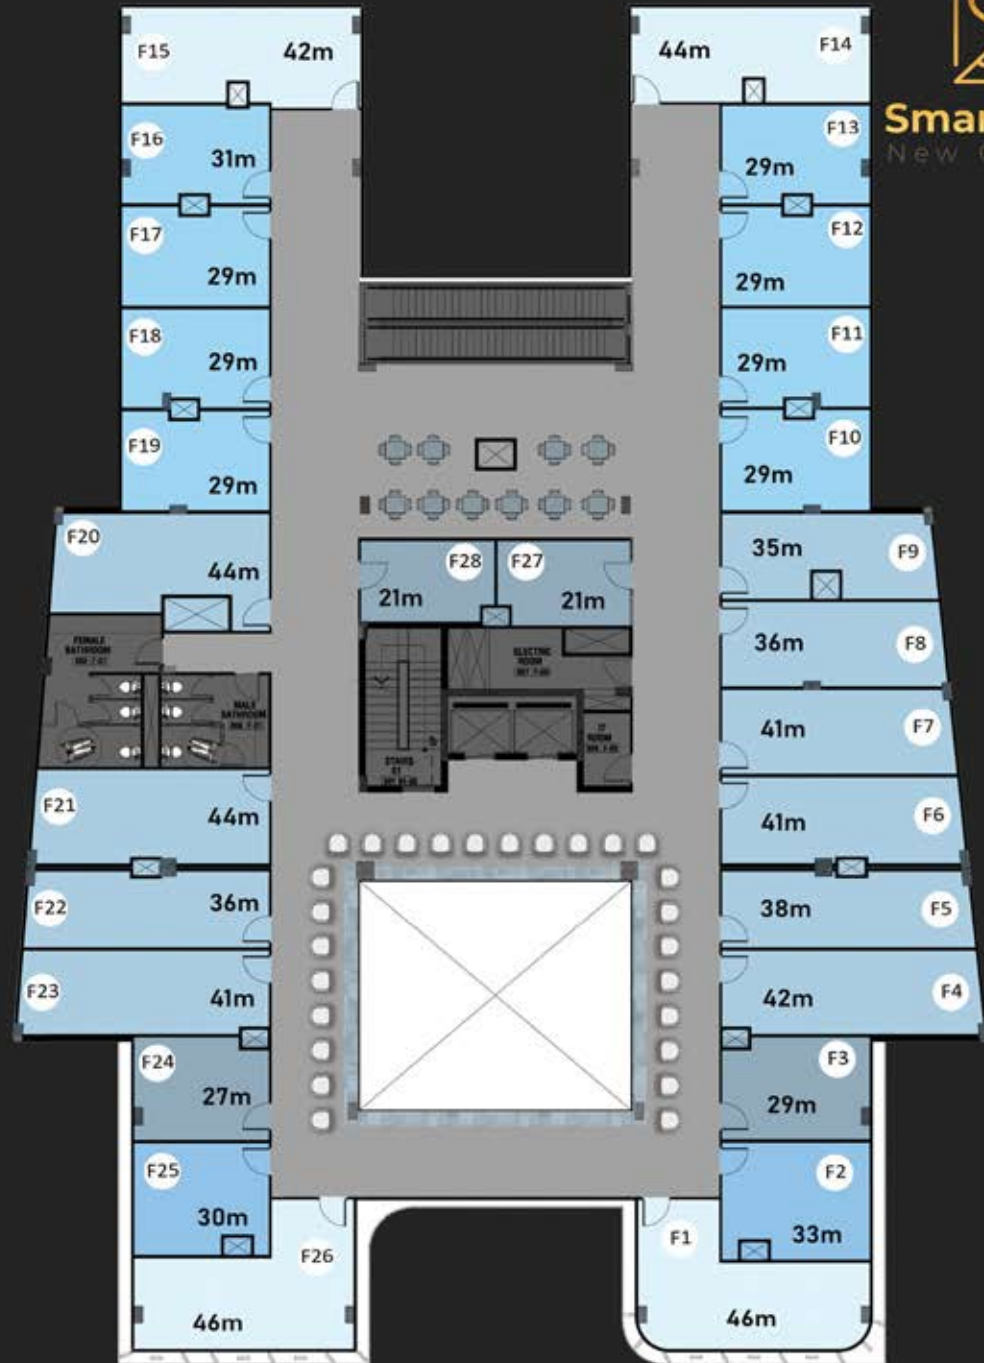 F15 42m
44m F14
Smar
New
F16 31m
F13 29m
F17 29m
F12 29m
F18 29m
F11 29m
F19 29m
F10 29m
F20 44m
F28 21m
F27 21m
35m F9
36m F8
FEMALE
BATHROOM
MALE
BATHROOM
ELECTRIC
ROOM
IT
ROOM
STAIRS
41m F7
F21 44m
41m F6
F22 36m
38m F5
F23 41m
42m F4
F24 27m
F3 29m
F25 30m
F2 33m
F26 46m
F1 46m